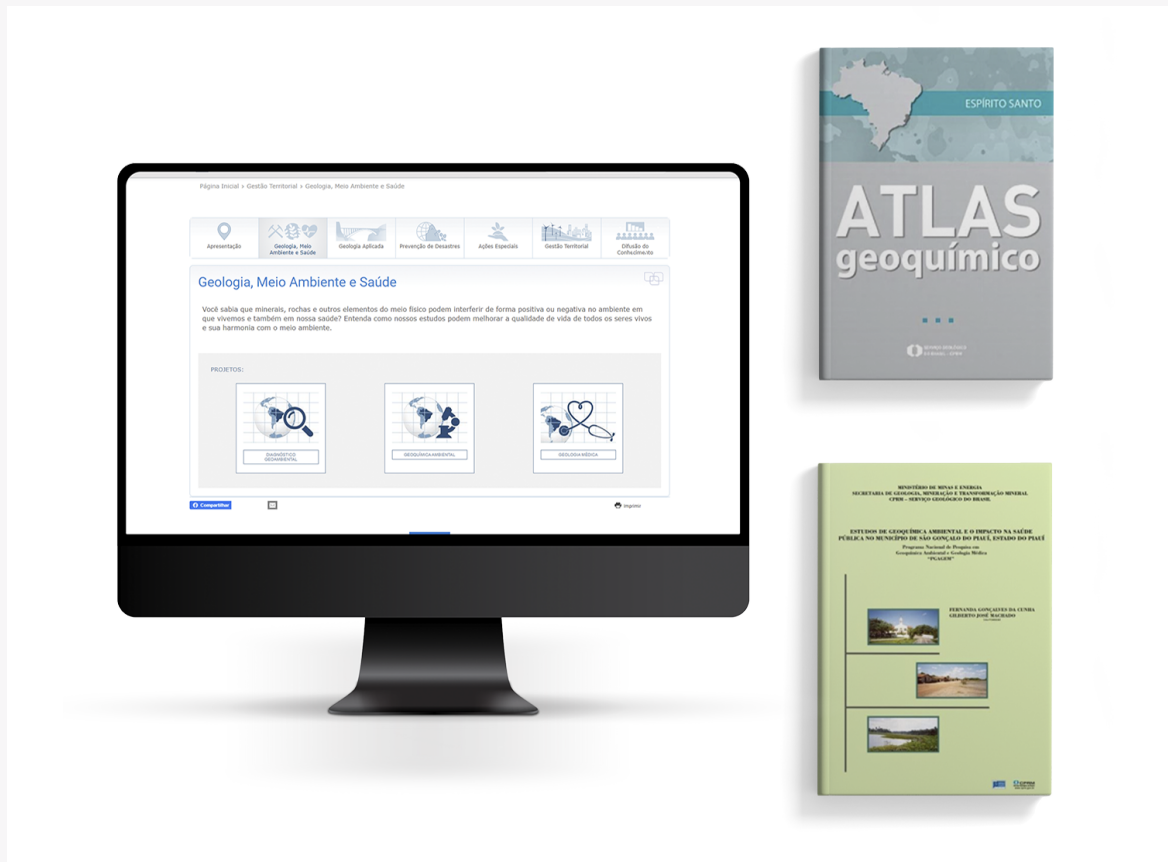 Página Inicial › Gestão Territorial › Geologia, Meio Ambiente e Saúde
Apresentação
Geologia, Meio
Ambiente e Saúde
Geologia Aplicada
Prevenção de Desastres
Ações Especiais
Gestão Territorial
Difusão do
Conhecimento
Geologia, Meio Ambiente e Saúde
Você sabia que minerais, rochas e outros elementos do meio físico podem interferir de forma positiva ou negativa no ambiente em
que vivemos e também em nossa saúde? Entenda como nossos estudos podem melhorar a qualidade de vida de todos os seres vivos
e sua harmonia com o meio ambiente.
PROJETOS:
DIAGNÓSTICO
GEOAMBIENTAL
GEOQUÍMICA AMBIENTAL
GEOLOGIA MÉDICA
Compartilhar
Imprimir
ESPÍRITO SANTO
ATLAS
geoquímico
SERVIÇO GEOLÓGICO
DO BRASIL - CPRM
MINISTÉRIO DE MINAS E ENERGIA
SECRETARIA DE GEOLOGIA, MINERAÇÃO E TRANSFORMAÇÃO MINERAL
CPRM – SERVIÇO GEOLÓGICO DO BRASIL
ESTUDOS DE GEOQUÍMICA AMBIENTAL E O IMPACTO NA SAÚDE
PÚBLICA NO MUNICÍPIO DE SÃO GONÇALO DO PIAUÍ, ESTADO DO PIAUÍ
Programa Nacional de Pesquisa em
Geoquímica Ambiental e Geologia Médica
"PGAGEM"
FERNANDA GONÇALVES DA CUNHA
GILBERTO JOSÉ MACHADO